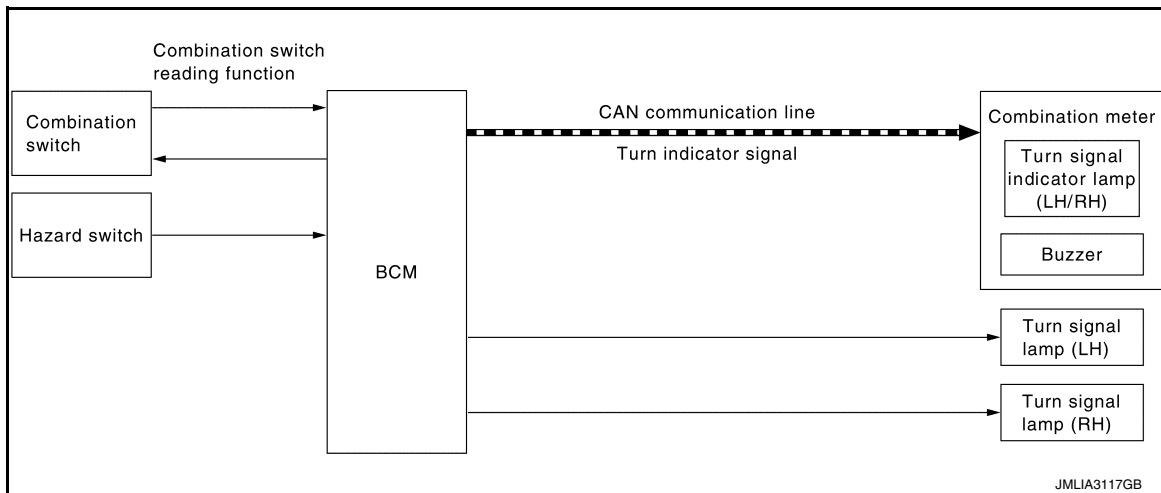 Combination switch
reading function
Combination
switch
Hazard switch
BCM
CAN communication line
Turn indicator signal
Combination meter
Turn signal
indicator lamp
(LH/RH)
Buzzer
Turn signal
lamp (LH)
Turn signal
lamp (RH)
JMLIA3117GB